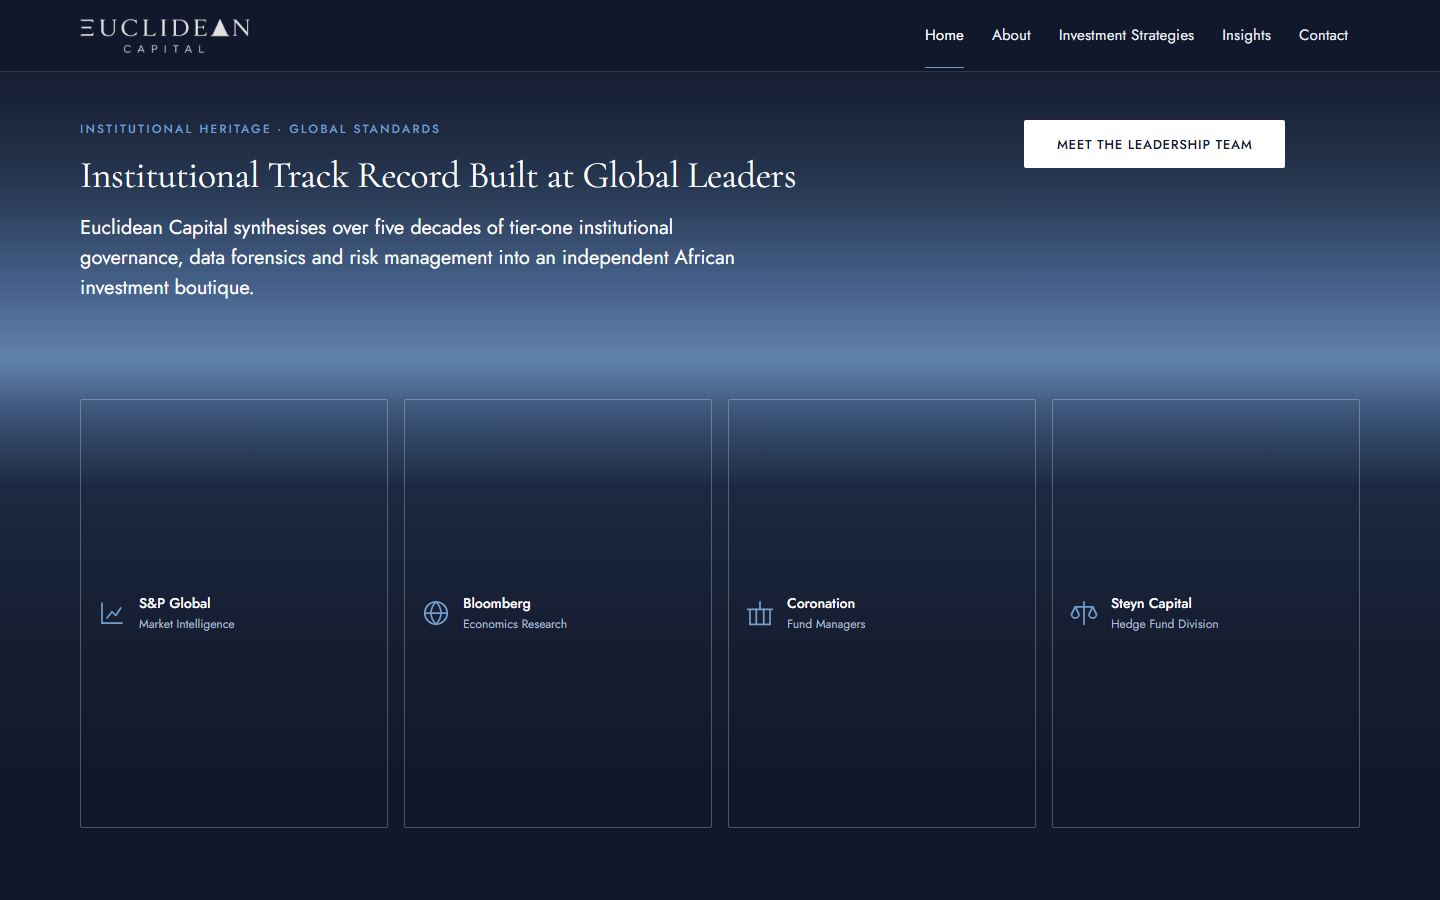 EUCLIDEAN
CAPITAL
Home
About
Investment Strategies
Insights
Contact
INSTITUTIONAL HERITAGE · GLOBAL STANDARDS
MEET THE LEADERSHIP TEAM
Institutional Track Record Built at Global Leaders
Euclidean Capital synthesises over five decades of tier-one institutional
governance, data forensics and risk management into an independent African
investment boutique.
S&P Global
Market Intelligence
Bloomberg
Economics Research
Coronation
Fund Managers
Steyn Capital
Hedge Fund Division